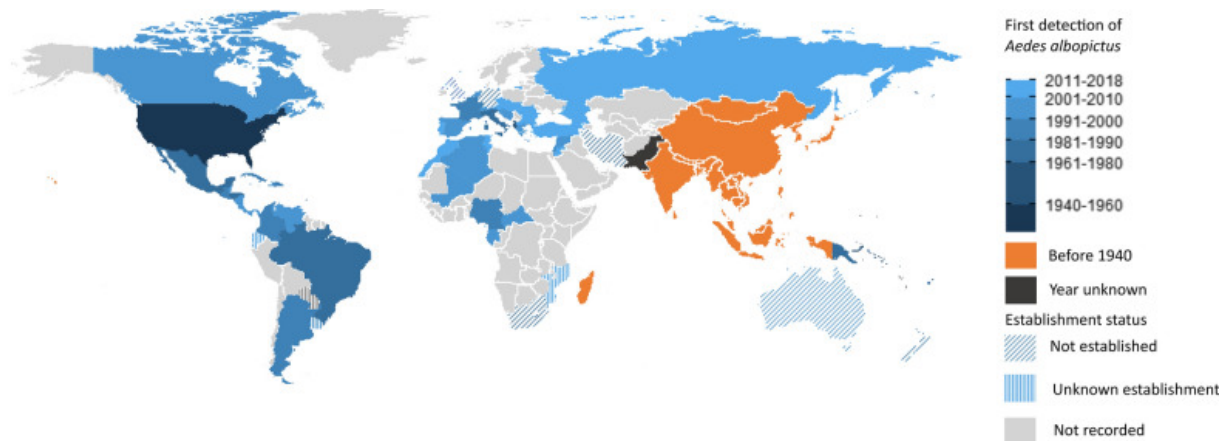 First detection of
Aedes albopictus
2011-2018
2001-2010
1991-2000
1981-1990
1961-1980
1940-1960
Before 1940
Year unknown
Establishment status
Not established
Unknown establishment
Not recorded